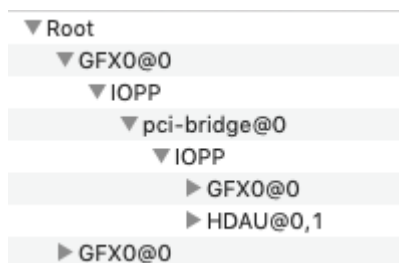 Root
GFX0@0
IOPP
pci-bridge@0
IOPP
GFX0@0
HDAU@0,1
GFX0@0